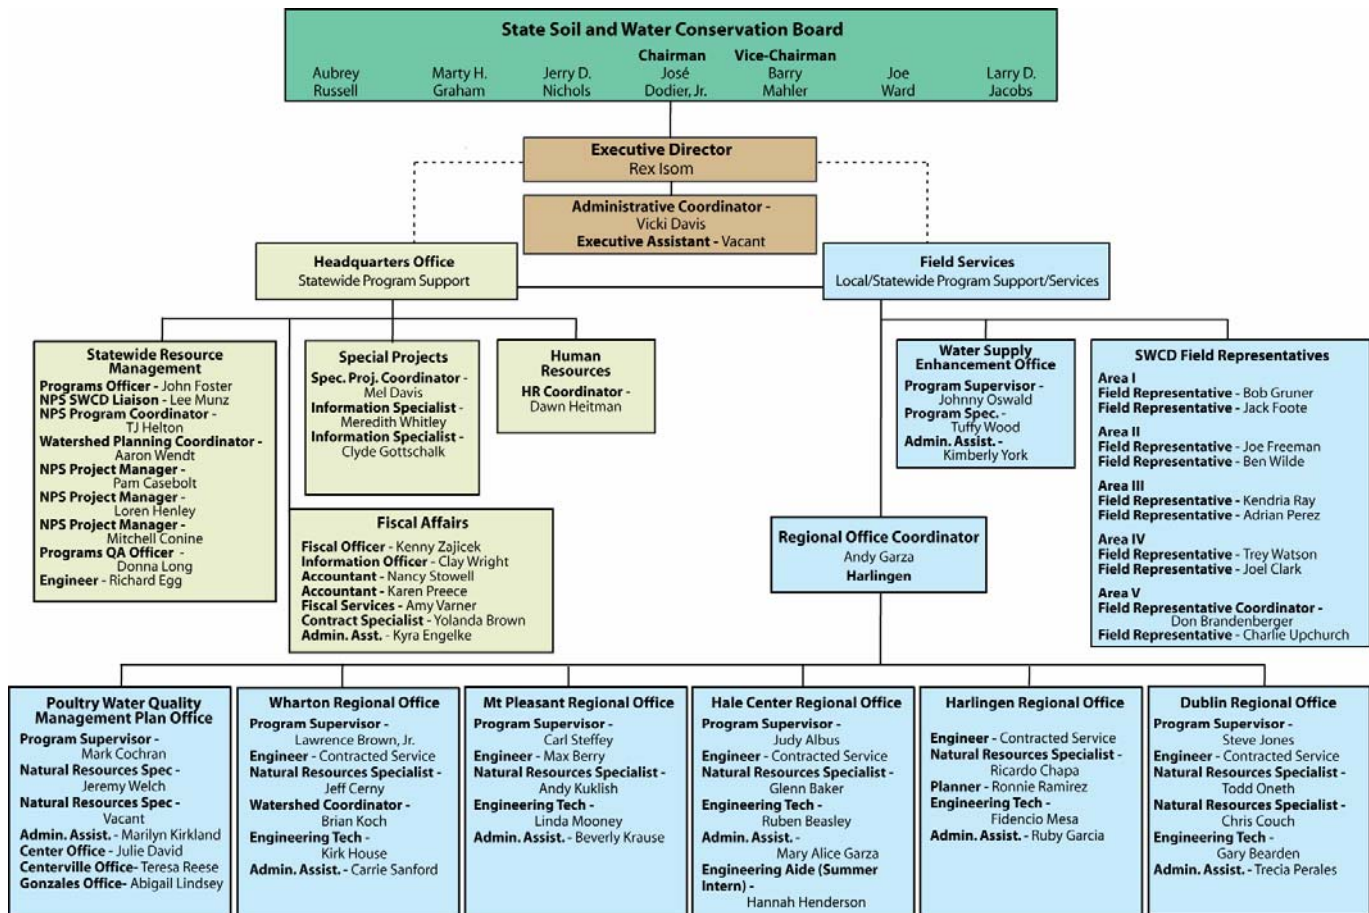 State Soil and Water Conservation Board
Chairman
Vice-Chairman
Aubrey
Russell
Marty H.
Graham
Jerry D.
Nichols
José
Dodier, Jr.
Barry
Mahler
Joe
Ward
Larry D.
Jacobs
Executive Director
Rex Isom
Administrative Coordinator -
Vicki Davis
Executive Assistant - Vacant
Headquarters Office
Statewide Program Support
Field Services
Local/Statewide Program Support/Services
Statewide Resource
Management
Programs Officer - John Foster
NPS SWCD Liaison - Lee Munz
NPS Program Coordinator -
TJ Helton
Watershed Planning Coordinator -
Aaron Wendt
NPS Project Manager -
Pam Casebolt
NPS Project Manager -
Loren Henley
NPS Project Manager -
Mitchell Conine
Programs QA Officer -
Donna Long
Engineer - Richard Egg
Special Projects
Spec. Proj. Coordinator -
Mel Davis
Information Specialist -
Meredith Whitley
Information Specialist -
Clyde Gottschalk
Human
Resources
HR Coordinator -
Dawn Heitman
Fiscal Affairs
Fiscal Officer - Kenny Zajicek
Information Officer - Clay Wright
Accountant - Nancy Stowell
Accountant - Karen Preece
Fiscal Services - Amy Varner
Contract Specialist - Yolanda Brown
Admin. Asst. - Kyra Engelke
Water Supply
Enhancement Office
Program Supervisor -
Johnny Oswald
Program Spec. -
Tuffy Wood
Admin. Assist. -
Kimberly York
SWCD Field Representatives
Area I
Field Representative - Bob Gruner
Field Representative - Jack Foote
Area II
Field Representative - Joe Freeman
Field Representative - Ben Wilde
Area III
Field Representative - Kendria Ray
Field Representative - Adrian Perez
Area IV
Field Representative - Trey Watson
Field Representative - Joel Clark
Area V
Field Representative Coordinator -
Don Brandenberger
Field Representative - Charlie Upchurch
Regional Office Coordinator
Andy Garza
Harlingen
Poultry Water Quality
Management Plan Office
Program Supervisor -
Mark Cochran
Natural Resources Spec -
Jeremy Welch
Natural Resources Spec -
Vacant
Admin. Assist. - Marilyn Kirkland
Center Office - Julie David
Centerville Office- Teresa Reese
Gonzales Office- Abigail Lindsey
Wharton Regional Office
Program Supervisor -
Lawrence Brown, Jr.
Engineer - Contracted Service
Natural Resources Specialist -
Jeff Cerny
Watershed Coordinator -
Brian Koch
Engineering Tech -
Kirk House
Admin. Assist. - Carrie Sanford
Mt Pleasant Regional Office
Program Supervisor -
Carl Steffey
Engineer - Max Berry
Natural Resources Specialist -
Andy Kuklish
Engineering Tech -
Linda Mooney
Admin. Assist. - Beverly Krause
Hale Center Regional Office
Program Supervisor -
Judy Albus
Engineer - Contracted Service
Natural Resources Specialist -
Glenn Baker
Engineering Tech -
Ruben Beasley
Admin. Assist. -
Mary Alice Garza
Engineering Aide (Summer
Intern) -
Hannah Henderson
Harlingen Regional Office
Engineer - Contracted Service
Natural Resources Specialist -
Ricardo Chapa
Planner - Ronnie Ramirez
Engineering Tech -
Fidencio Mesa
Admin. Assist. - Ruby Garcia
Dublin Regional Office
Program Supervisor -
Steve Jones
Engineer - Contracted Service
Natural Resources Specialist -
Todd Oneth
Natural Resources Specialist -
Chris Couch
Engineering Tech -
Gary Bearden
Admin. Assist. - Trecia Perales